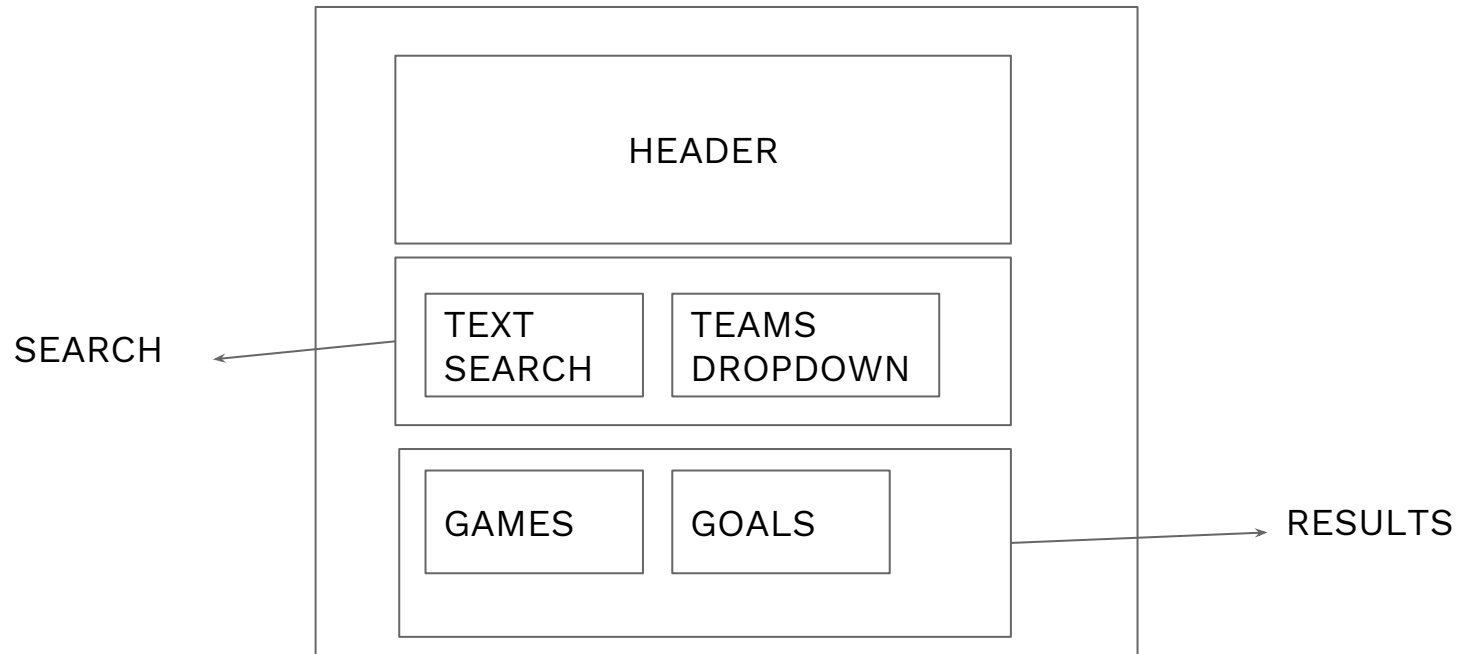 HEADER
SEARCH
TEXT
SEARCH
TEAMS
DROPDOWN
GAMES
GOALS
RESULTS